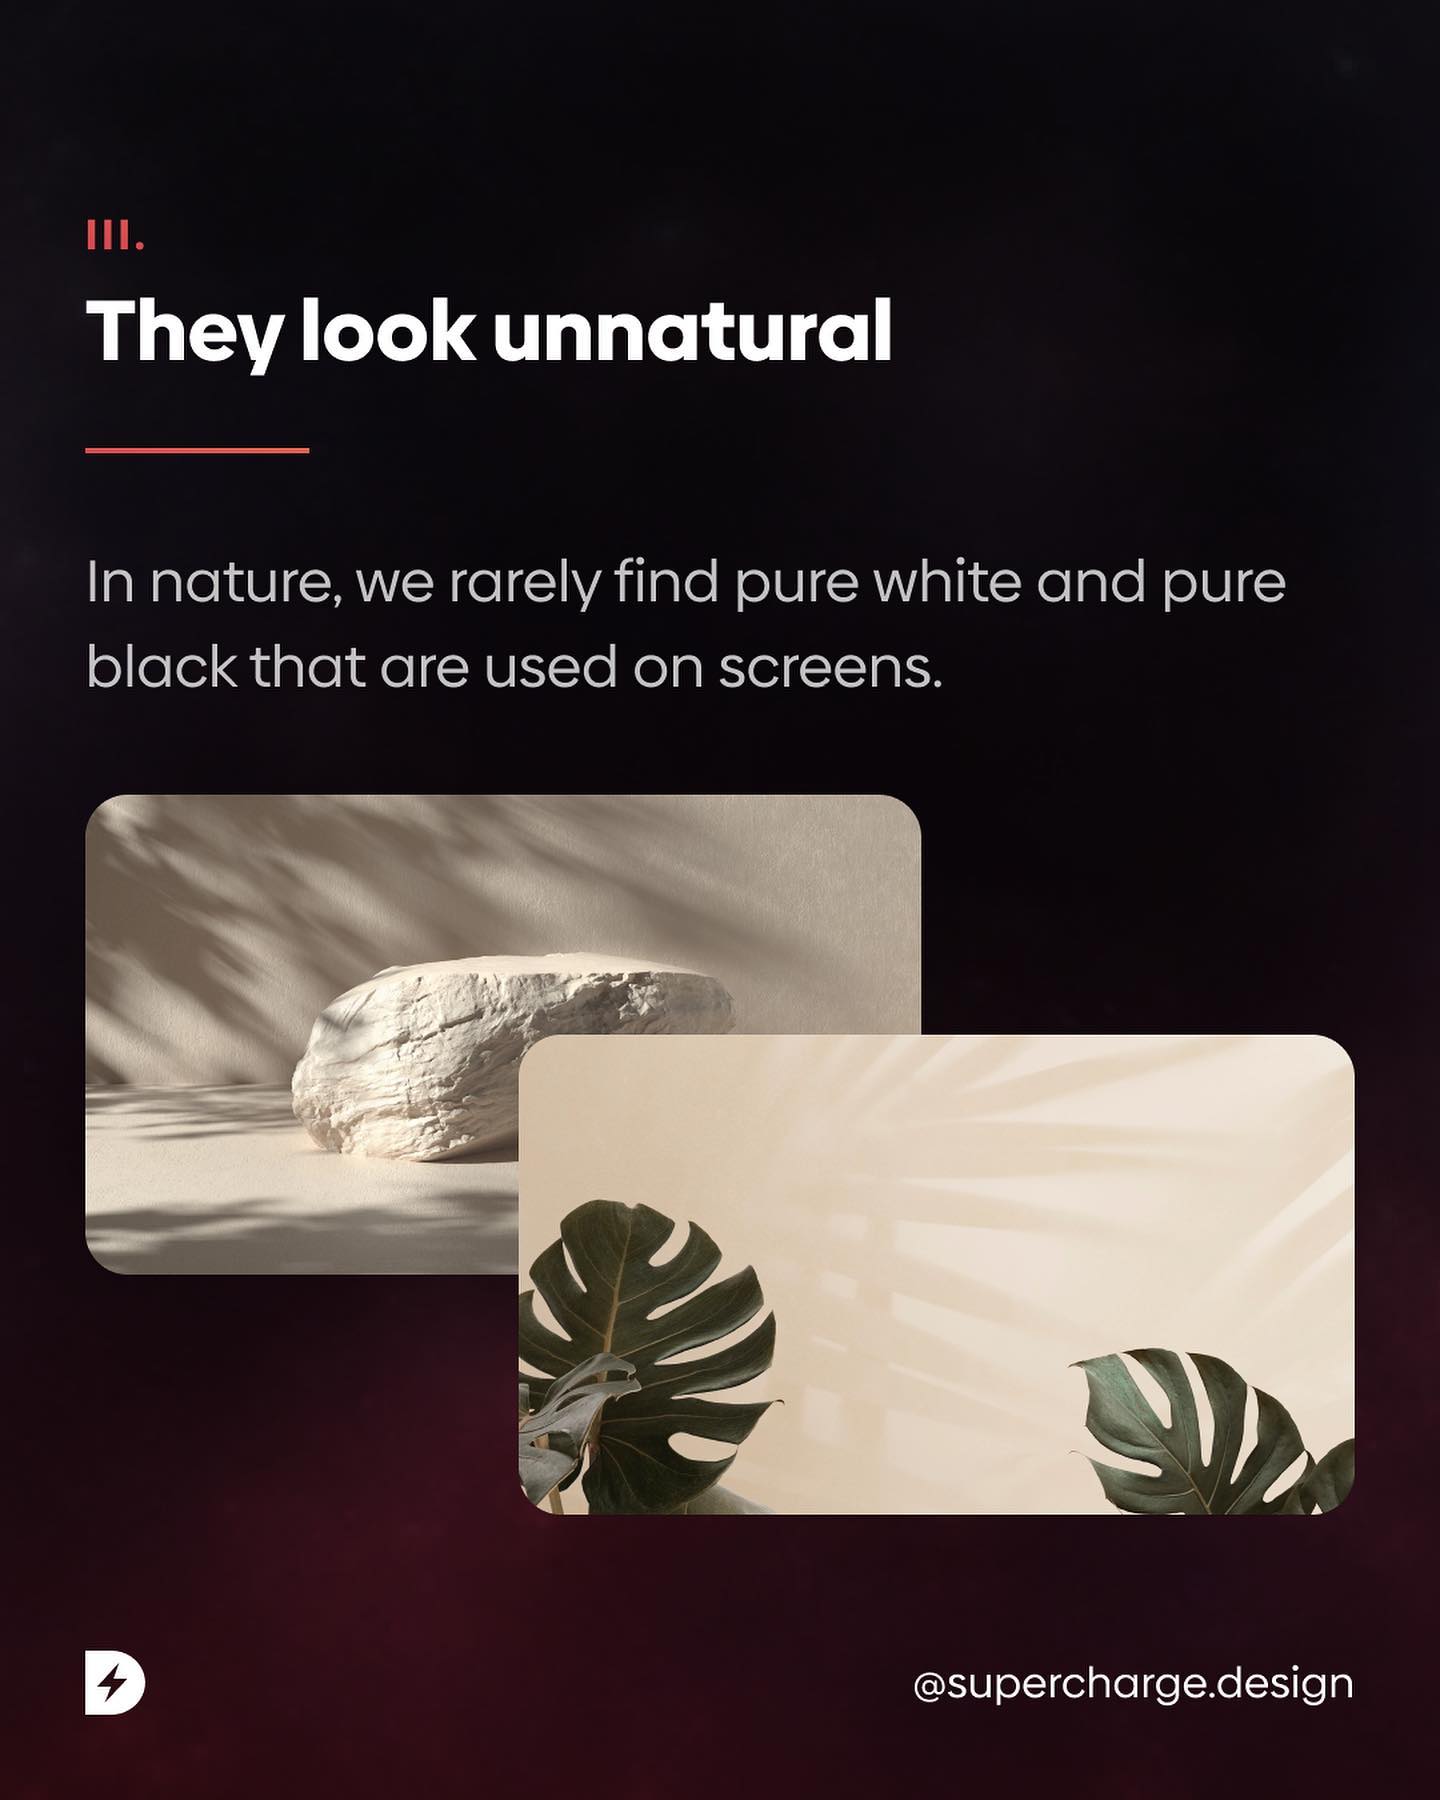 III.
They look unnatural
In nature, we rarely find pure white and pure
black that are used on screens.
@supercharge.design